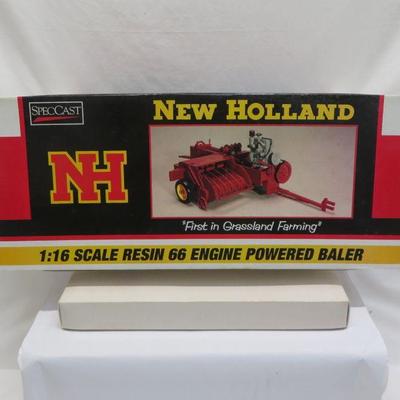 SPECCAST
NEW HOLLAND
NH
"First in Grassland Farming"
1:16 SCALE RESIN 66 ENGINE POWERED BALER